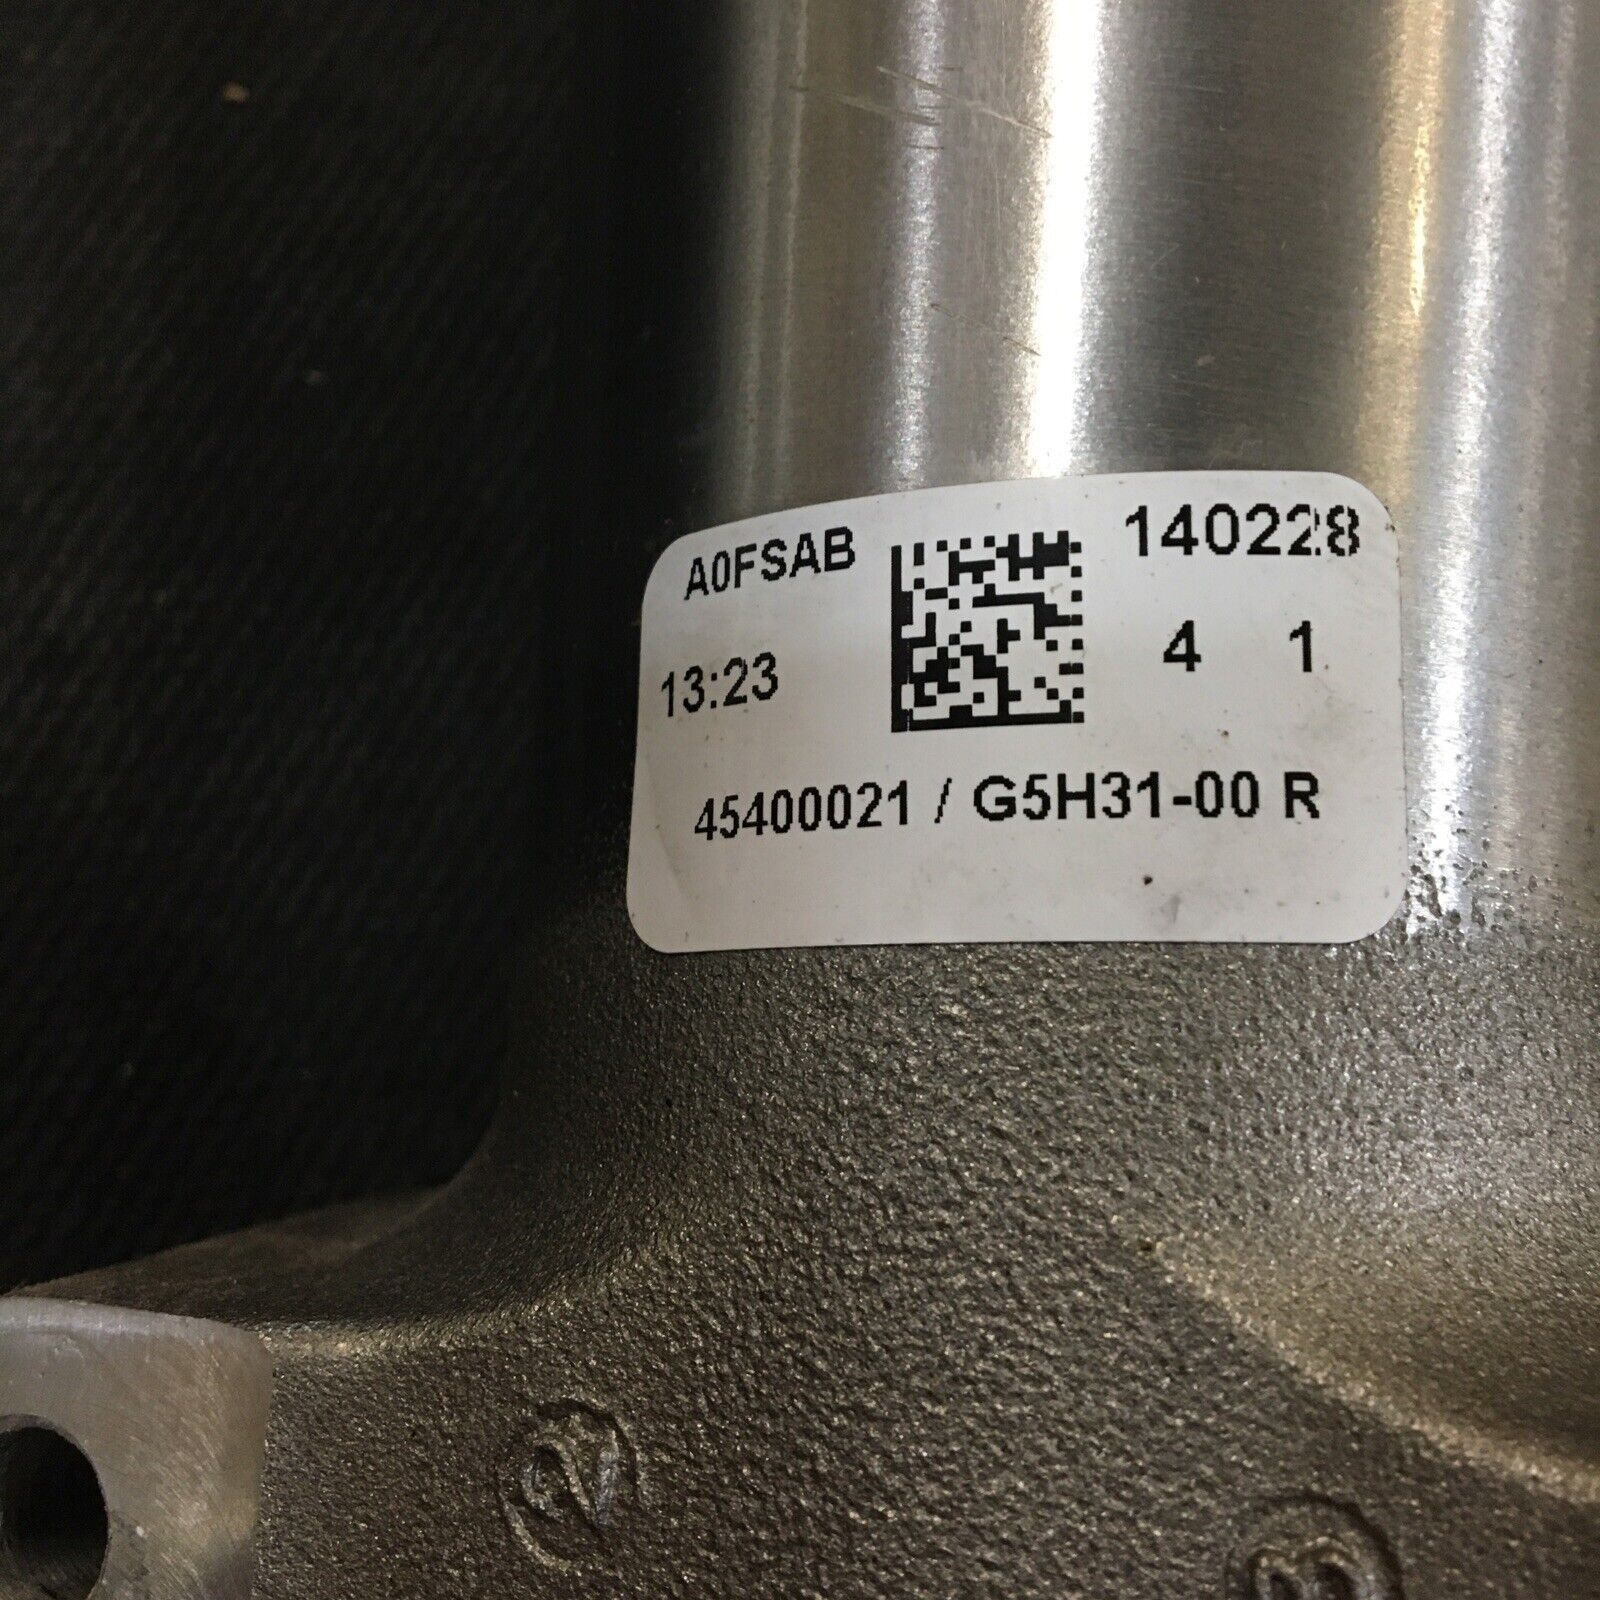 A0FSAB 140228
13:23 4 1
45400021 / G5H31-00 R